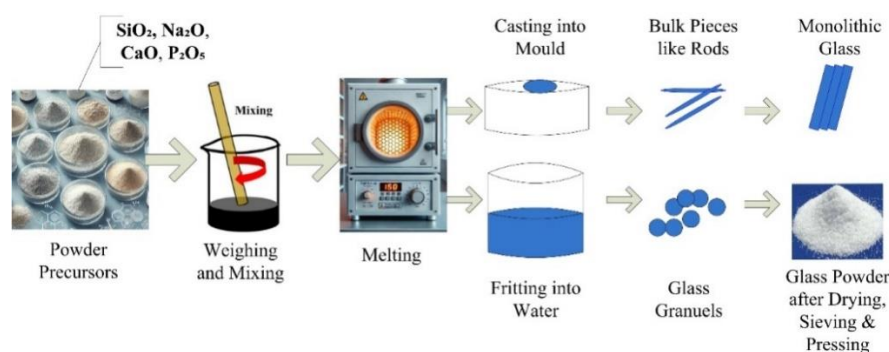 SiO₂, Na₂O,
CaO, P₂O₅
Powder
Precursors
Mixing
Weighing
and Mixing
150
Melting
Casting into
Mould
Bulk Pieces
like Rods
Monolithic
Glass
Fritting into
Water
Glass
Granuels
Glass Powder
after Drying,
Sieving &
Pressing